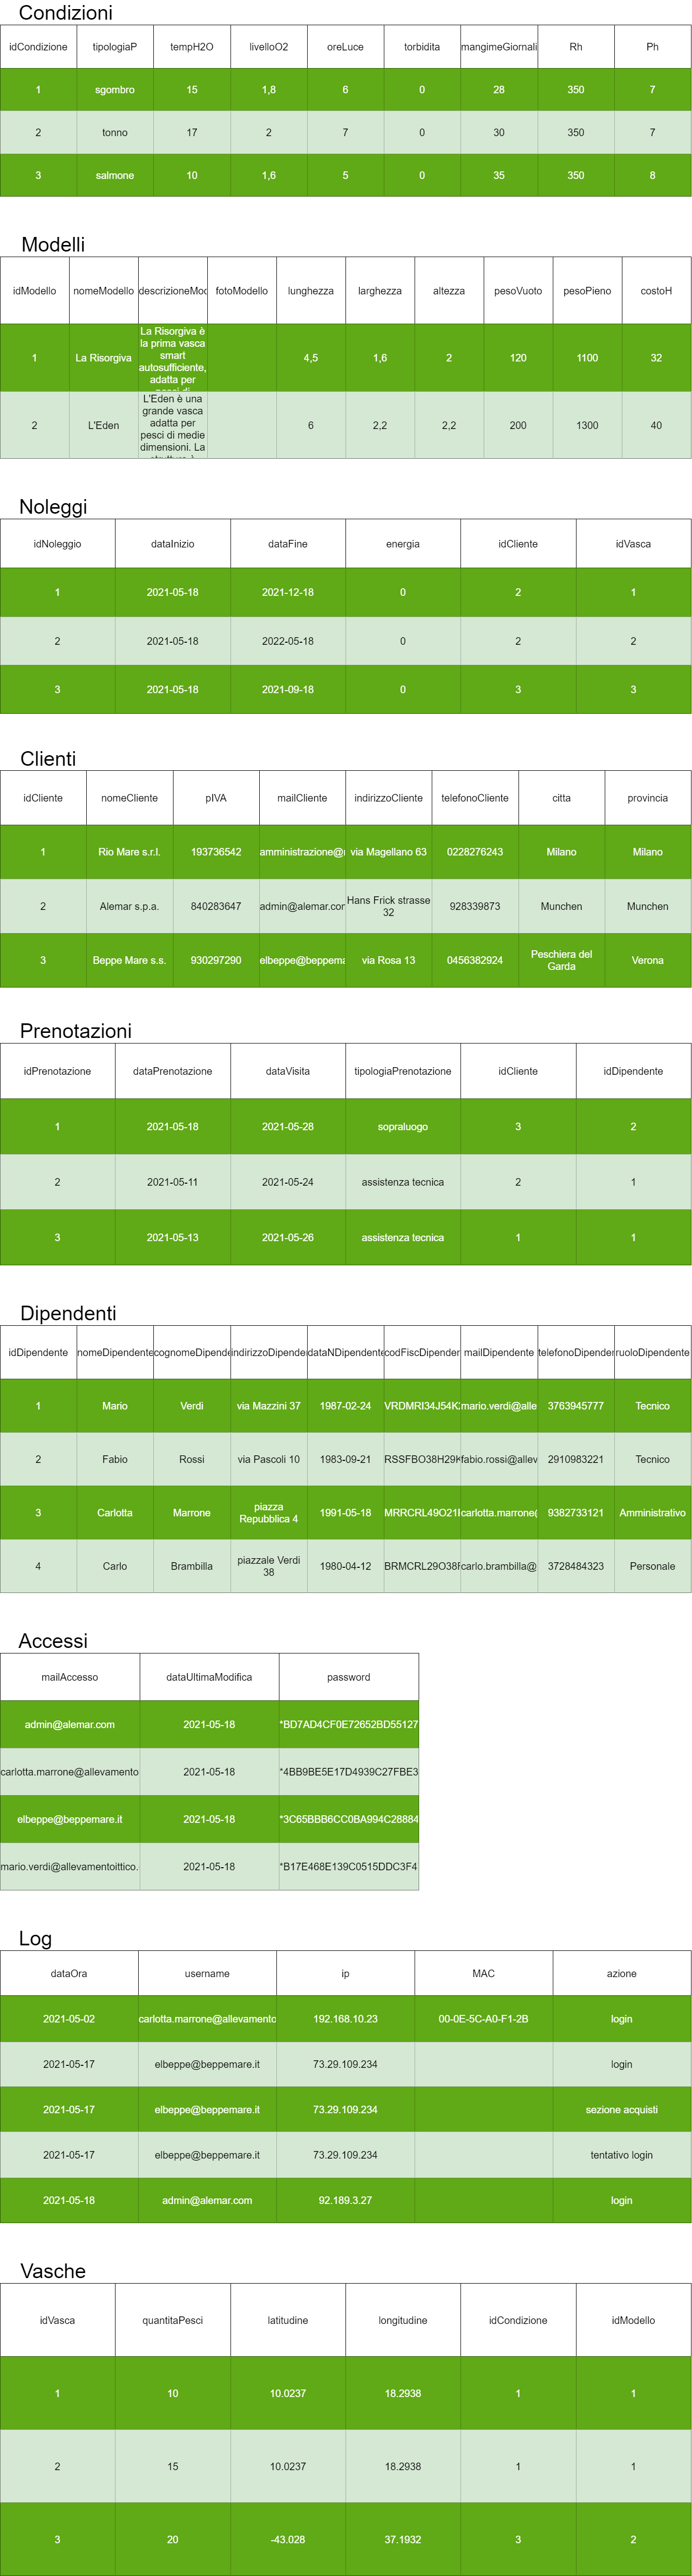 Condizioni
idCondizione tipologiaP tempH2O livelloO2 oreLuce torbidita mangimeGiornali Rh Ph
1 sgombro 15 1,8 6 0 28 350 7
2 tonno 17 2 7 0 30 350 7
3 salmone 10 1,6 5 0 35 350 8
Modelli
idModello nomeModello descrizioneMod fotoModello lunghezza larghezza altezza pesoVuoto pesoPieno costoH
La Risorgiva è
la prima vasca
smart
1 La Risorgiva autosufficiente, 4,5 1,6 2 120 1100 32
adatta per
pesci di
L'Eden è una
grande vasca
adatta per
2 L'Eden pesci di medie 6 2,2 2,2 200 1300 40
dimensioni. La
struttura è
Noleggi
idNoleggio dataInizio dataFine energia idCliente idVasca
1 2021-05-18 2021-12-18 0 2 1
2 2021-05-18 2022-05-18 0 2 2
3 2021-05-18 2021-09-18 0 3 3
Clienti
idCliente nomeCliente pIVA mailCliente indirizzoCliente telefonoCliente citta provincia
1 Rio Mare s.r.l. 193736542 amministrazione@r via Magellano 63 0228276243 Milano Milano
2 Alemar s.p.a. 840283647 admin@alemar.com Hans Frick strasse 928339873 Munchen Munchen
32
3 Beppe Mare s.s. 930297290 elbeppe@beppema via Rosa 13 0456382924 Peschiera del Verona
Garda
Prenotazioni
idPrenotazione dataPrenotazione dataVisita tipologiaPrenotazione idCliente idDipendente
1 2021-05-18 2021-05-28 sopraluogo 3 2
2 2021-05-11 2021-05-24 assistenza tecnica 2 1
3 2021-05-13 2021-05-26 assistenza tecnica 1 1
Dipendenti
idDipendente nomeDipendente cognomeDipende indirizzoDipende dataNDipendente codFiscDipender mailDipendente telefonoDipender ruoloDipendente
1 Mario Verdi via Mazzini 37 1987-02-24 VRDMRI34J54K mario.verdi@alle 3763945777 Tecnico
2 Fabio Rossi via Pascoli 10 1983-09-21 RSSFBO38H29K fabio.rossi@allev 2910983221 Tecnico
3 Carlotta Marrone piazza 1991-05-18 MRRCRL49O21 carlotta.marrone@ 9382733121 Amministrativo
Repubblica 4
4 Carlo Brambilla piazzale Verdi 1980-04-12 BRMCRL29O38 carlo.brambilla@ 3728484323 Personale
38
Accessi
mailAccesso dataUltimaModifica password
admin@alemar.com 2021-05-18 *BD7AD4CF0E72652BD55127
carlotta.marrone@allevamento 2021-05-18 *4BB9BE5E17D4939C27FBE3
elbeppe@beppemare.it 2021-05-18 *3C65BBB6CC0BA994C28884
mario.verdi@allevamentoittico. 2021-05-18 *B17E468E139C0515DDC3F4
Log
dataOra username ip MAC azione
2021-05-02 carlotta.marrone@allevamento 192.168.10.23 00-0E-5C-A0-F1-2B login
2021-05-17 elbeppe@beppemare.it 73.29.109.234 login
2021-05-17 elbeppe@beppemare.it 73.29.109.234 sezione acquisti
2021-05-17 elbeppe@beppemare.it 73.29.109.234 tentativo login
2021-05-18 admin@alemar.com 92.189.3.27 login
Vasche
idVasca quantitaPesci latitudine longitudine idCondizione idModello
1 10 10.0237 18.2938 1 1
2 15 10.0237 18.2938 1 1
3 20 -43.028 37.1932 3 2